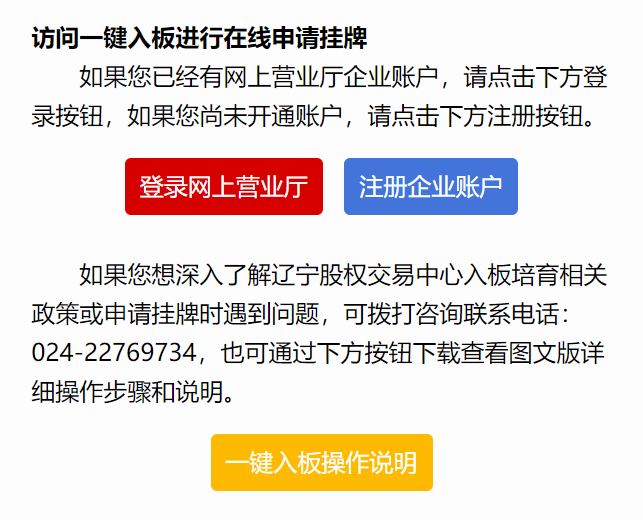 访问一键入板进行在线申请挂牌
如果您已经有网上营业厅企业账户，请点击下方登
录按钮，如果您尚未开通账户，请点击下方注册按钮。
登录网上营业厅 注册企业账户
如果您想深入了解辽宁股权交易中心入板培育相关
政策或申请挂牌时遇到问题，可拨打咨询联系电话：
024-22769734，也可通过下方按钮下载查看图文版详
细操作步骤和说明。
一键入板操作说明